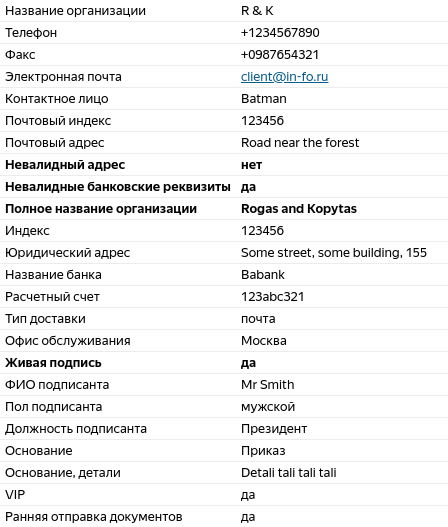 Название организации R & K
Телефон +1234567890
Факс +0987654321
Электронная почта client@in-fo.ru
Контактное лицо Batman
Почтовый индекс 123456
Почтовый адрес Road near the forest
Невалидный адрес нет
Невалидные банковские реквизиты да
Полное название организации Rogas and Kopytas
Индекс 123456
Юридический адрес Some street, some building, 155
Название банка Babank
Расчетный счет 123abc321
Тип доставки почта
Офис обслуживания Москва
Живая подпись да
ФИО подписанта Mr Smith
Пол подписанта мужской
Должность подписанта Президент
Основание Приказ
Основание, детали Detali tali tali tali
VIP да
Ранняя отправка документов да